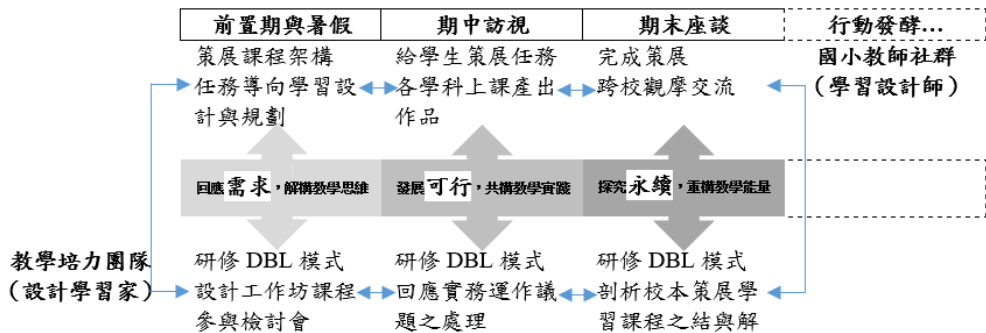 前置期與暑假 期中訪視 期末座談 行動發酵...
策展課程架構 給學生策展任務 完成策展 國小教師社群
任務導向學習設 各學科上課產出 跨校觀摩交流 (學習設計師)
計與規劃 作品
回應需求,解構教學思維 發展可行,共構教學實踐 探究永續,重構教學能量
教學培力團隊 研修 DBL 模式 研修 DBL 模式 研修 DBL 模式
(設計學習家) 設計工作坊課程 回應實務運作議 剖析校本策展學
參與檢討會 題之處理 習課程之結與解